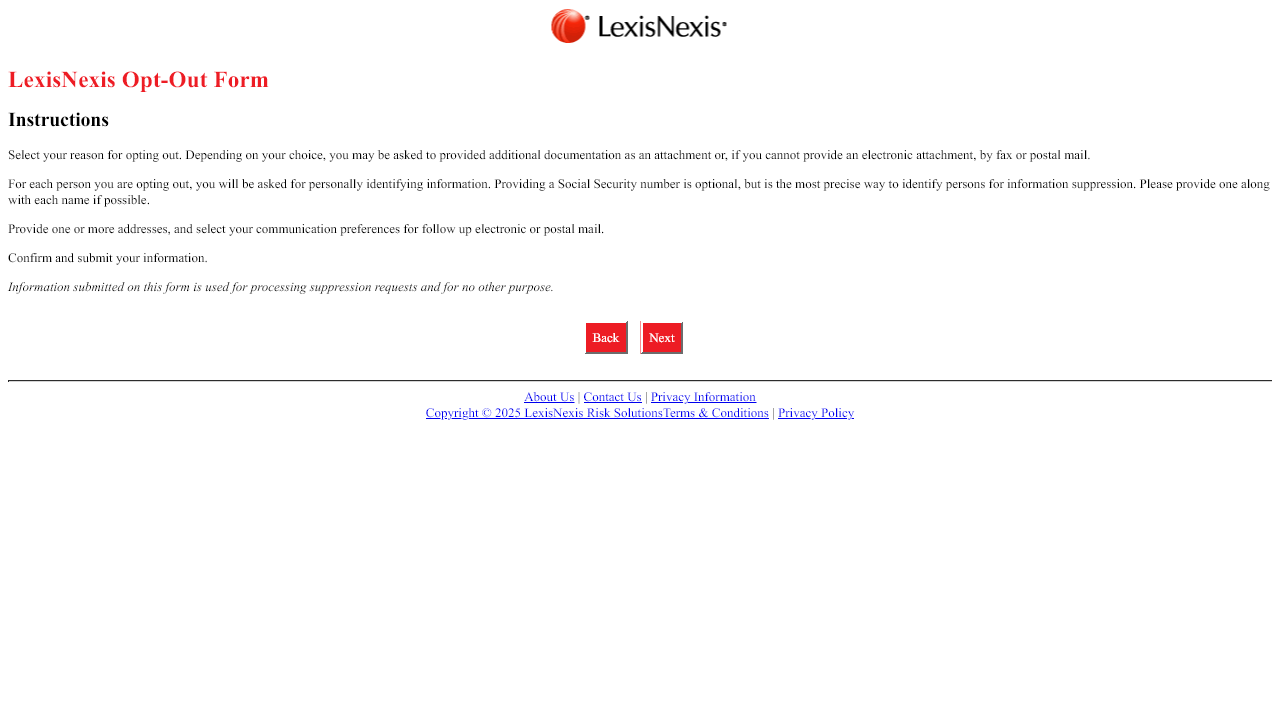 LexisNexis®
LexisNexis Opt-Out Form
Instructions
Select your reason for opting out. Depending on your choice, you may be asked to provided additional documentation as an attachment or, if you cannot provide an electronic attachment, by fax or postal mail.
For each person you are opting out, you will be asked for personally identifying information. Providing a Social Security number is optional, but is the most precise way to identify persons for information suppression. Please provide one along
with each name if possible.
Provide one or more addresses, and select your communication preferences for follow up electronic or postal mail.
Confirm and submit your information.
Information submitted on this form is used for processing suppression requests and for no other purpose.
Back Next
About Us | Contact Us | Privacy Information
Copyright © 2025 LexisNexis Risk SolutionsTerms & Conditions | Privacy Policy